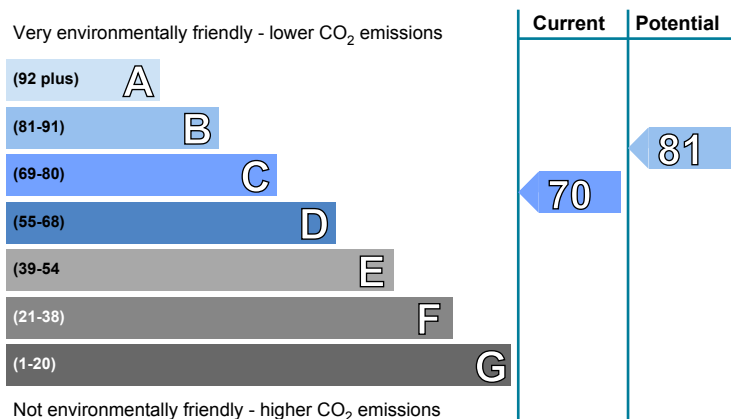 Very environmentally friendly - lower CO2 emissions
Current
Potential
(92 plus) A
(81-91) B
(69-80) C
(55-68) D
(39-54 E
(21-38) F
(1-20) G
70
81
Not environmentally friendly - higher CO2 emissions